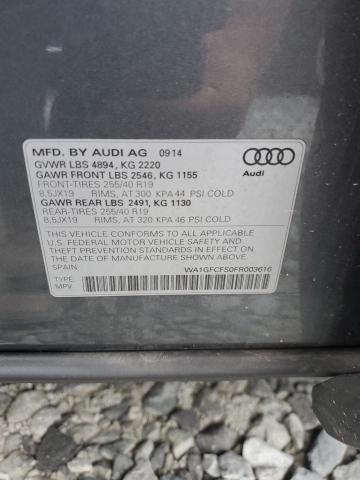 MFD. BY AUDI AG 0914
GVWR LBS 4894, KG 2220
GAWR FRONT LBS 2546, KG 1155
FRONT-TIRES 255/40 R19
8,5JX19 RIMS, AT 300 KPA 44 PSI COLD
GAWR REAR LBS 2491, KG 1130
REAR-TIRES 255/40 R19
8,5JX19 RIMS, AT 320 KPA 46 PSI COLD
Audi
THIS VEHICLE CONFORMS TO ALL APPLICABLE
U.S. FEDERAL MOTOR VEHICLE SAFETY AND
THEFT PREVENTION STANDARDS IN EFFECT
ON THE DATE OF MANUFACTURE SHOWN ABOVE
SPAIN WA1GFCFS0FR003616
TYPE:
MPV